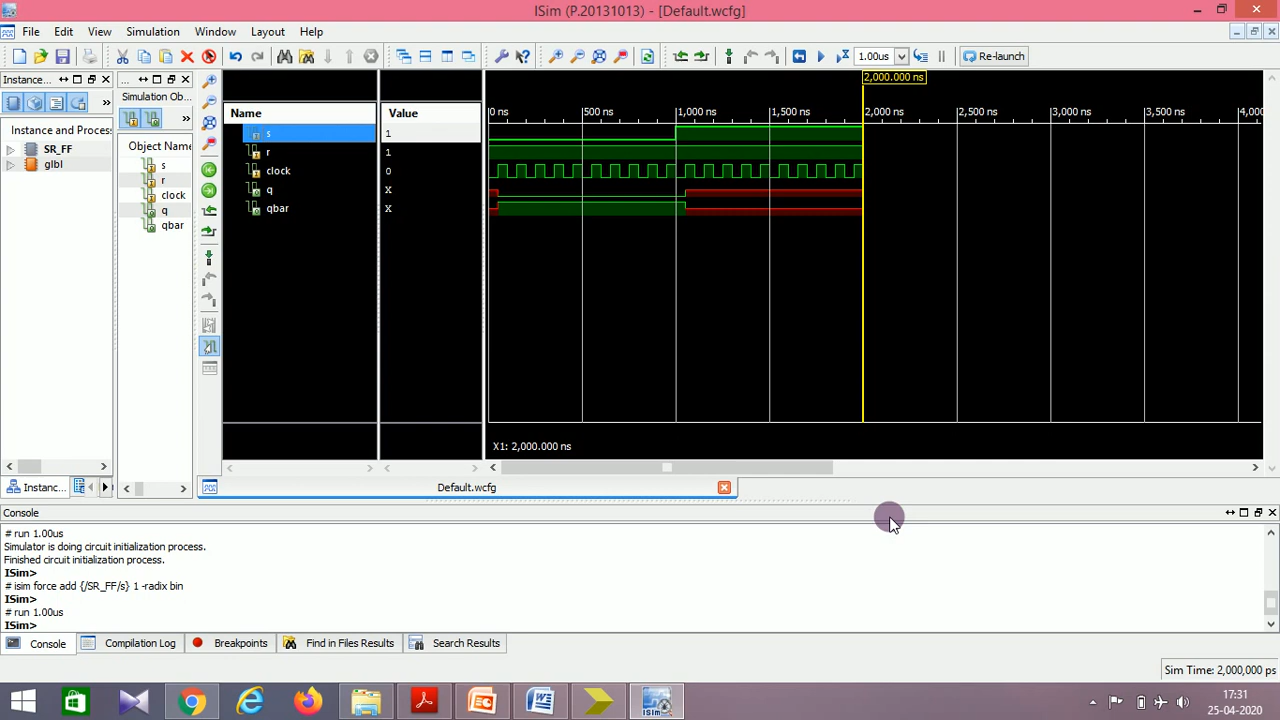 ISim (P.20131013) - [Default.wcfg]
File Edit View Simulation Window Layout Help
1.00us Re-launch
Instance
Instance and Process
SR_FF
glbl
Instanc...
...
Simulation Ob
Object Name
s
r
clock
q
qbar
Name Value
s 1
r 1
clock 0
q X
qbar X
2,000.000 ns
0 ns 500 ns 1,000 ns 1,500 ns 2,000 ns 2,500 ns 3,000 ns 3,500 ns 4,000
X1: 2,000.000 ns
Default.wcfg
Console
# run 1.00us
Simulator is doing circuit initialization process.
Finished circuit initialization process.
ISim>
# isim force add {/SR_FF/s} 1 -radix bin
ISim>
# run 1.00us
ISim>
Console Compilation Log Breakpoints Find in Files Results Search Results
Sim Time: 2,000,000 ps
ISim
17:31
25-04-2020